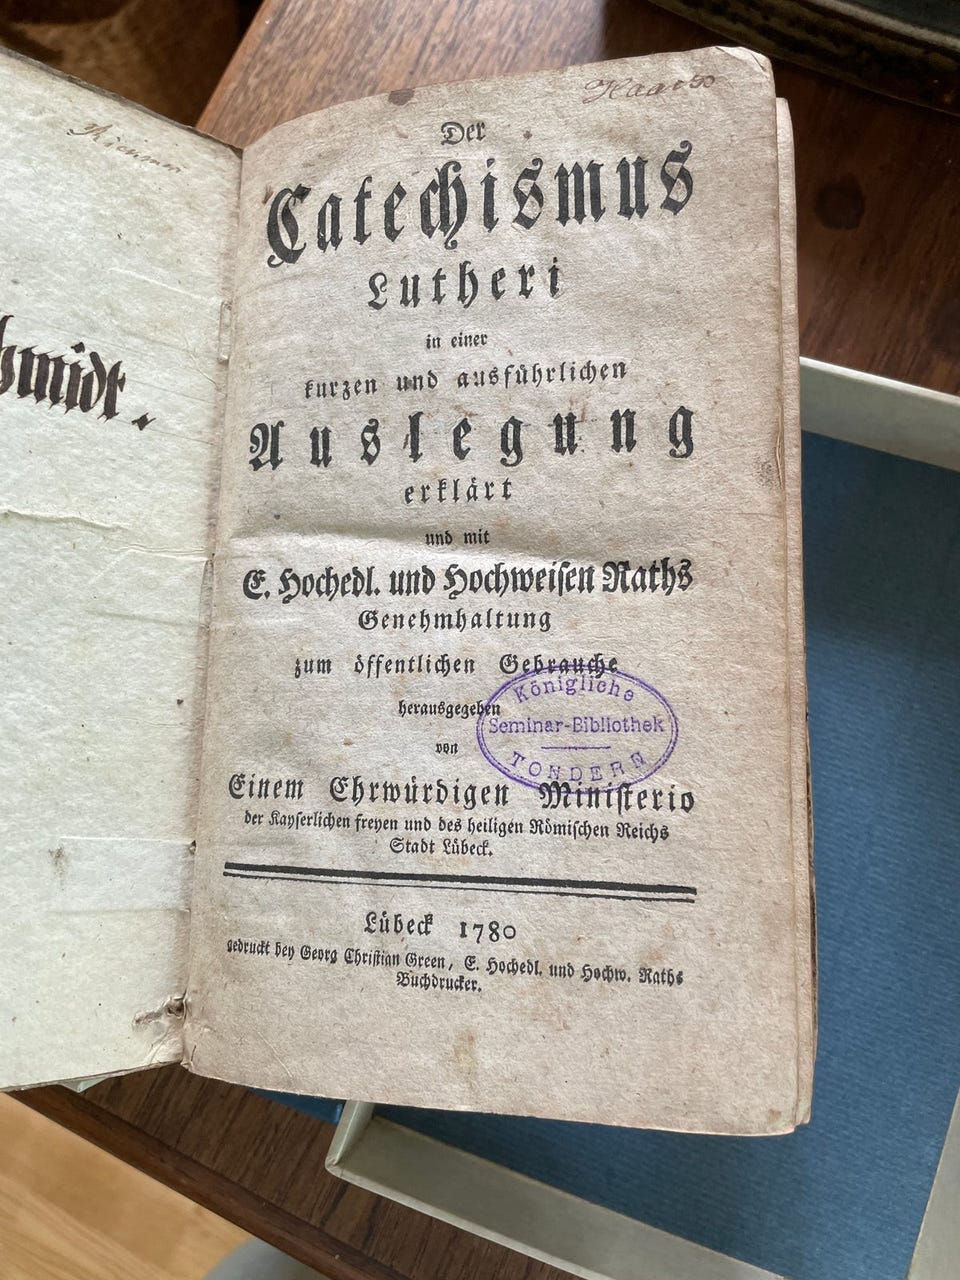 hmidt.
Der
Catechismus
Lutheri
in einer
kurzen und ausführlichen
Auslegung
erklärt
und mit
E. Hochedl. und Hochweisen Raths
Genehmhaltung
zum öffentlichen Gebrauche
herausgegeben
von
Einem Ehrwürdigen Ministerio
der Kayserlichen freyen und des heiligen Römischen Reichs
Stadt Lübeck.
Lübeck 1780
gedruckt bey Georg Christian Green, E. Hochedl. und Hochw. Raths
Buchdrucker.
Königliche
Seminar-Bibliothek
TONDERN